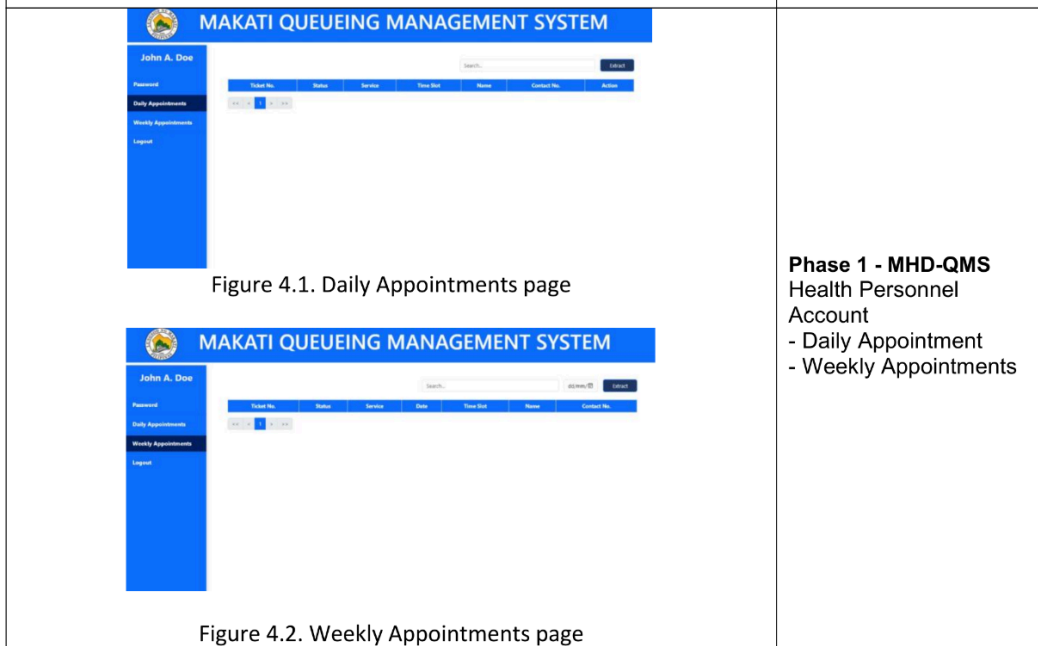 MAKATI QUEUEING MANAGEMENT SYSTEM
John A. Doe
Search..
Extract
Password
Ticket No. Status Service Time Slot Name Contact No. Action
Daily Appointments
<< < 1 > >>
Weekly Appointments
Logout
Figure 4.1. Daily Appointments page
MAKATI QUEUEING MANAGEMENT SYSTEM
John A. Doe
Search..
Extract
Password
Ticket No. Status Service Date Time Slot Name Contact No.
Daily Appointments
<< < 1 > >>
Weekly Appointments
Logout
Figure 4.2. Weekly Appointments page
Phase 1 - MHD-QMS
Health Personnel
Account
- Daily Appointment
- Weekly Appointments